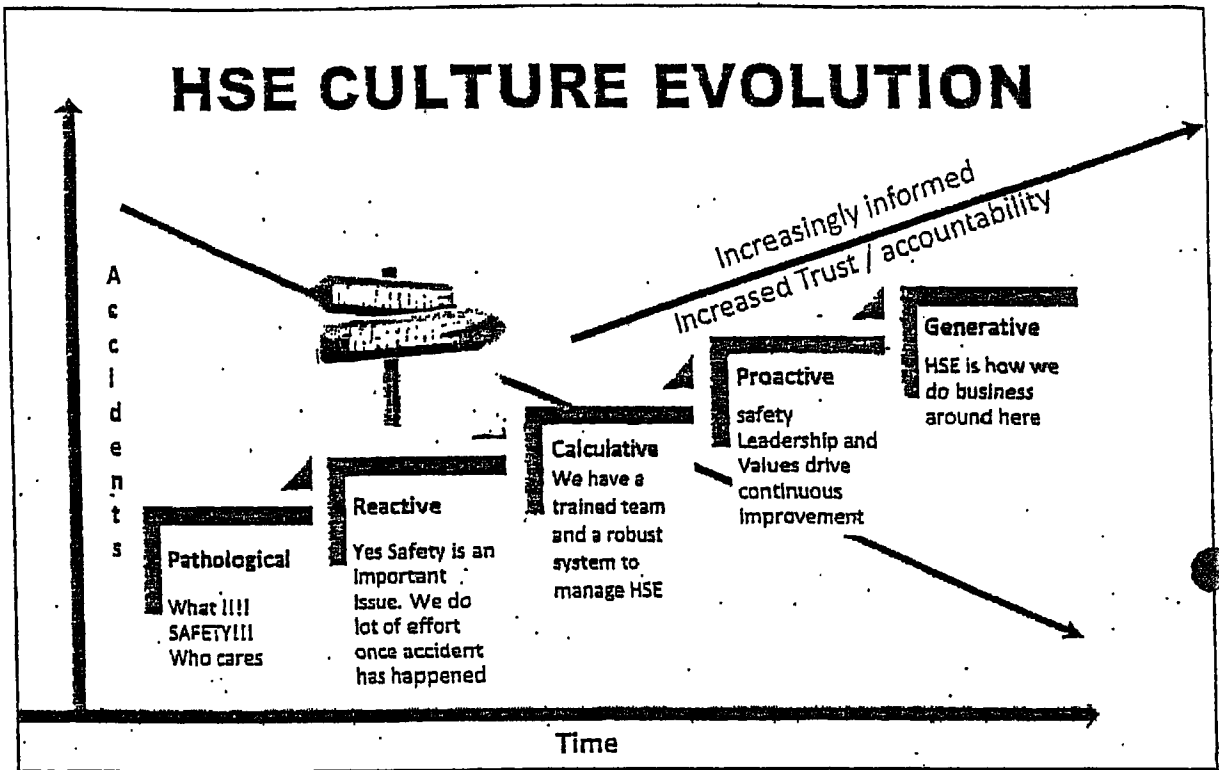 HSE CULTURE EVOLUTION
Accidents
Increasingly informed
Increased Trust / accountability
Pathological
What !!!!
SAFETY!!!
Who cares
Reactive
Yes Safety is an
Important
Issue. We do
lot of effort
once accident
has happened
Calculative
We have a
trained team
and a robust
system to
manage HSE
Proactive
safety
Leadership and
Values drive
continuous
improvement
Generative
HSE is how we
do business
around here
Time